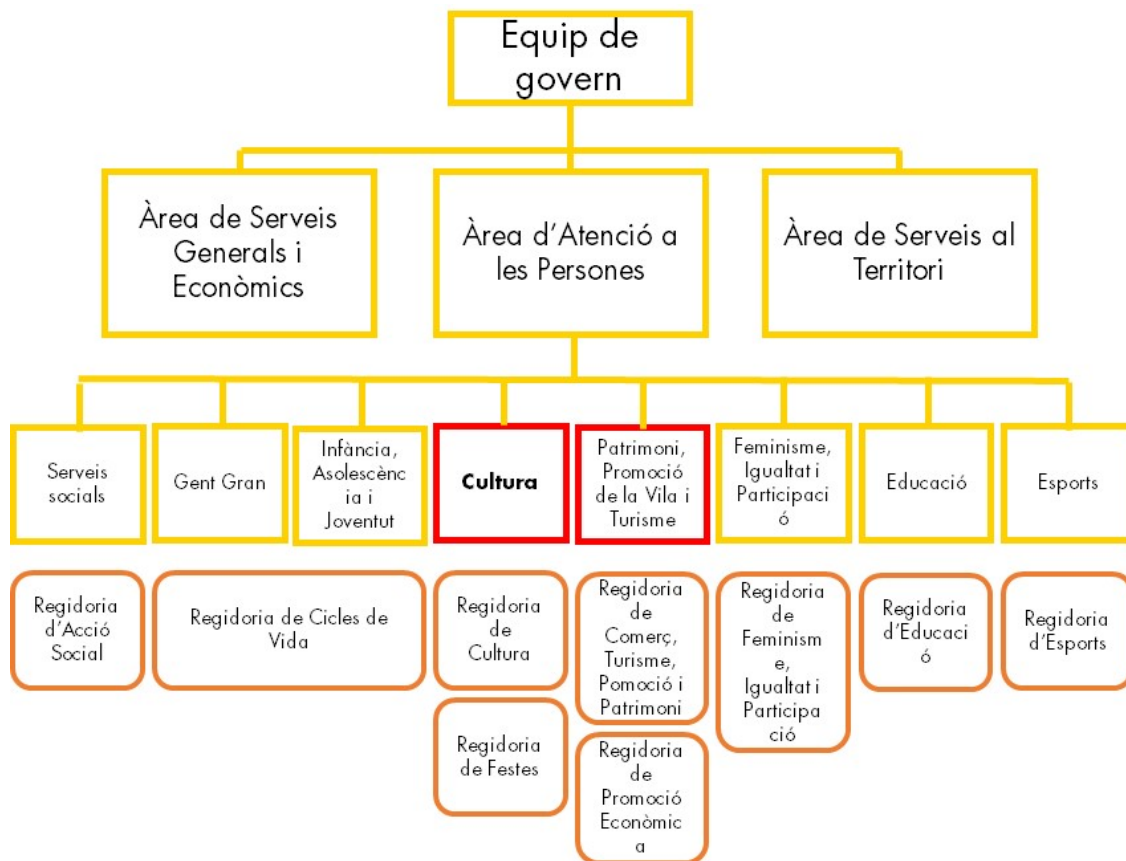 Equip de
govern
Àrea de Serveis
Generals i
Econòmics
Àrea d'Atenció a
les Persones
Àrea de Serveis al
Territori
Serveis
socials
Gent Gran
Infància,
Asolescènc
ia i
Joventut
Cultura
Patrimoni,
Promoció
de la Vila i
Turisme
Feminisme,
Igualtat i
Participaci
ó
Educació
Esports
Regidoria
d'Acció
Social
Regidoria de Cicles de
Vida
Regidoria
de
Cultura
Regidoria
de
Comerç,
Turisme,
Pomoció i
Patrimoni
Regidoria
de
Feminism
e,
Igualtat i
Participa
ció
Regidoria
d'Educaci
ó
Regidoria
d'Esports
Regidoria
de Festes
Regidoria
de
Promoció
Econòmic
a